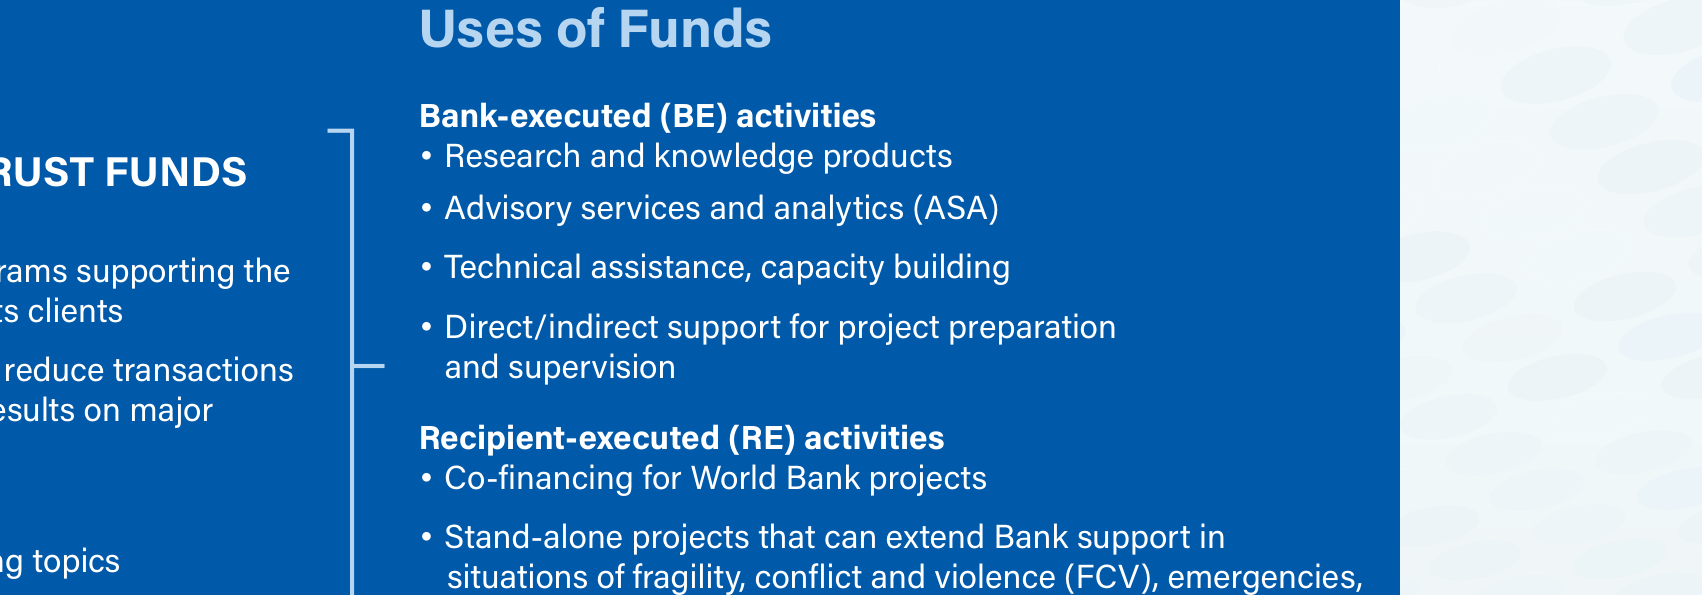 Uses of Funds
RUST FUNDS
rams supporting the
ts clients
reduce transactions
esults on major
ng topics
Bank-executed (BE) activities
• Research and knowledge products
• Advisory services and analytics (ASA)
• Technical assistance, capacity building
• Direct/indirect support for project preparation
and supervision
Recipient-executed (RE) activities
• Co-financing for World Bank projects
• Stand-alone projects that can extend Bank support in
situations of fragility, conflict and violence (FCV), emergencies,